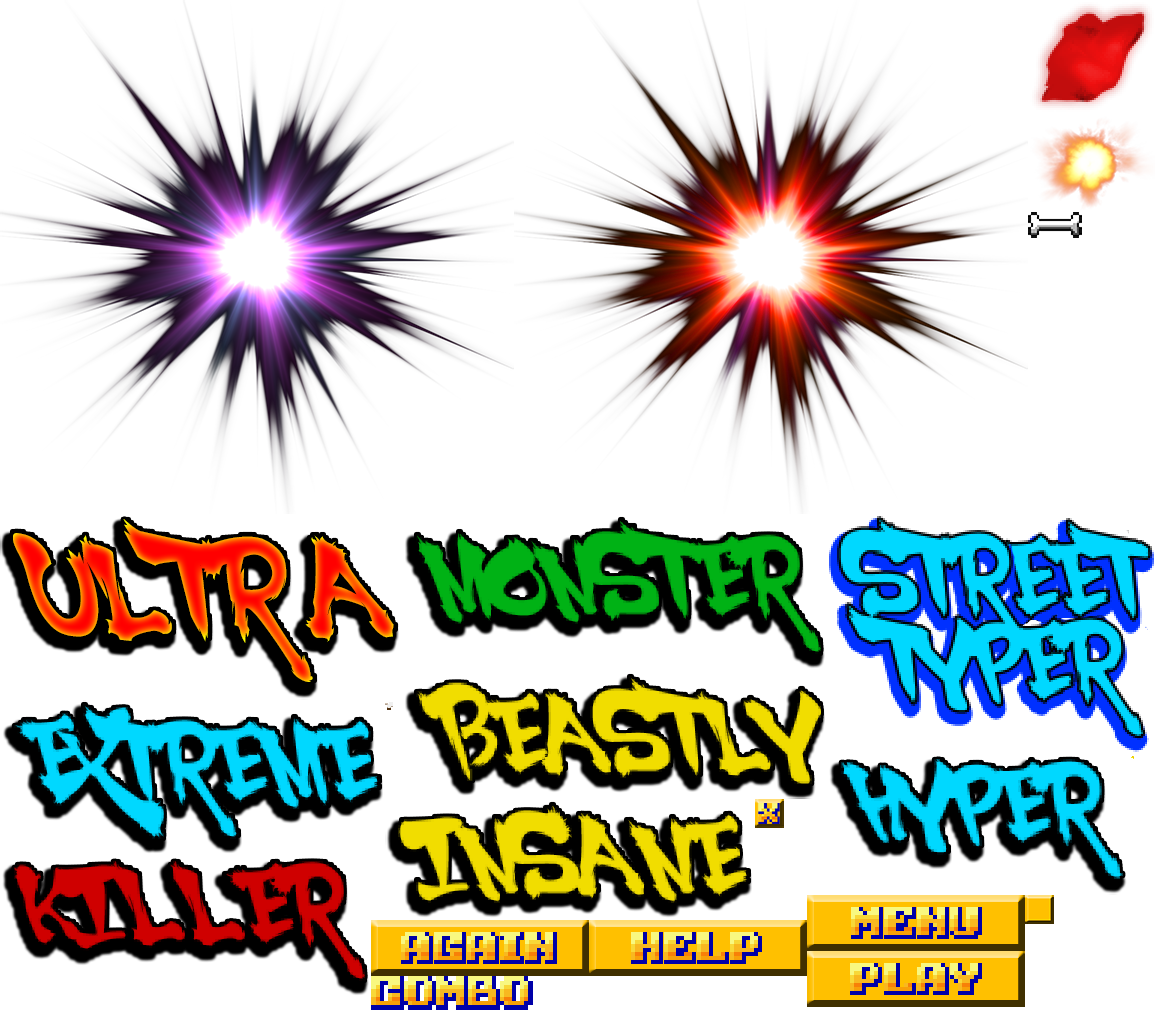 ULTRA
MONSTER
STREET
TYPER
EXTREME
BEASTLY
HYPER
INSANE
X
KILLER
AGAIN
HELP
MENU
PLAY
COMBO